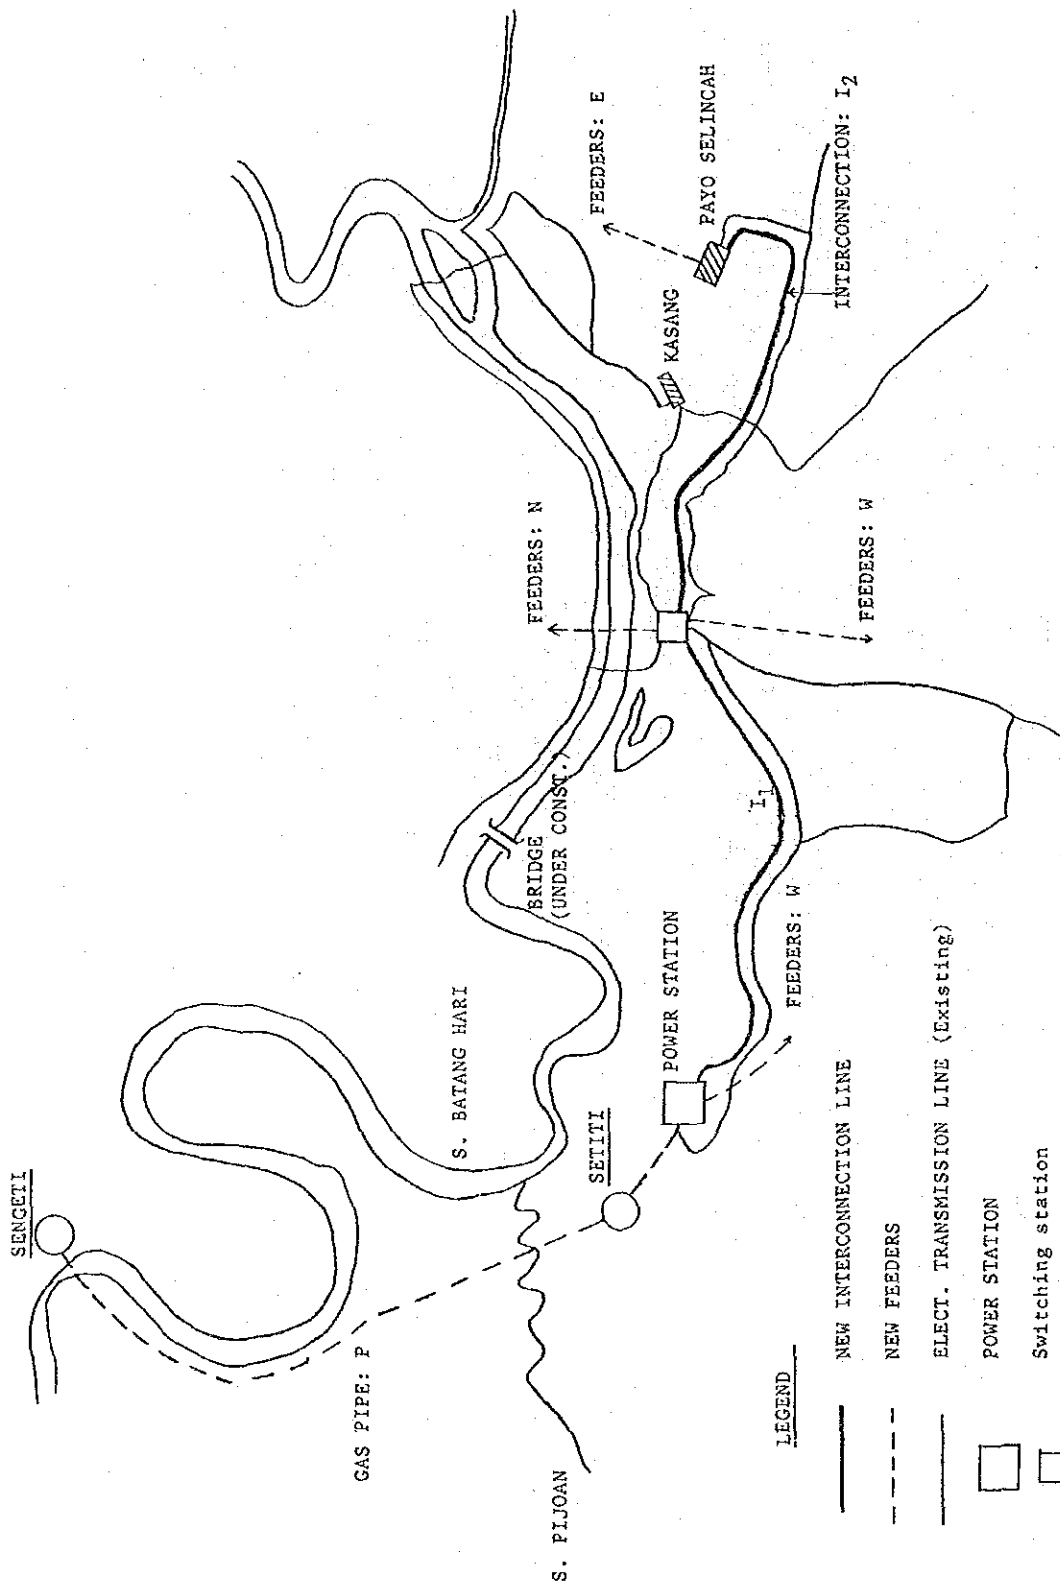 SENGETI
GAS PIPE: P
S. PIJOAN
S. BATANG HARI
SETITI
POWER STATION
FEEDERS: W
BRIDGE
(UNDER CONST.)
I1
FEEDERS: N
FEEDERS: W
KASANG
FEEDERS: E
PAYO SELINCAH
INTERCONNECTION: I2
LEGEND
NEW INTERCONNECTION LINE
NEW FEEDERS
ELECT. TRANSMISSION LINE (Existing)
POWER STATION
Switching station